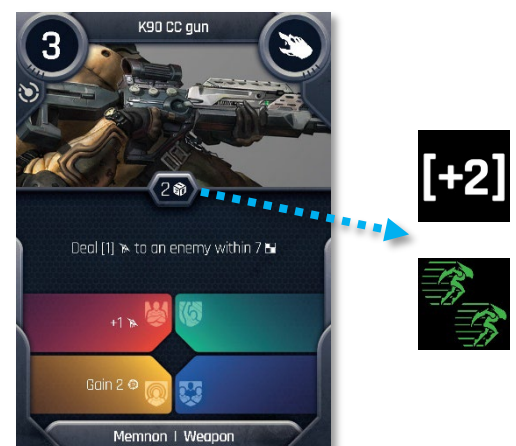 K90 CC gun
3
2
[+2]
Deal [1] to an enemy within 7
+1
Gain 2
Memnon | Weapon